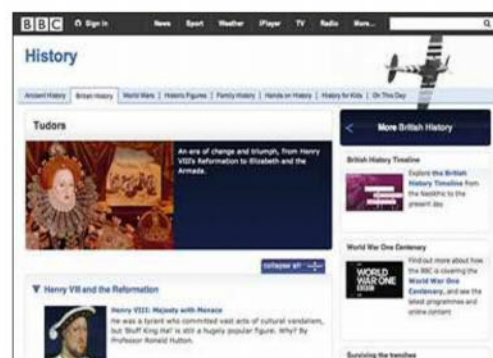 BBC Sign in News Sport Weather iPlayer TV Radio More...
History
Ancient History British History World Wars | Historic Figures | Family History | Hands on History | History for Kids | On This Day
Tudors
An era of change and triumph, from Henry
VIII's Reformation to Elizabeth and the
Armada.
collapse all
Henry VIII and the Reformation
Henry VIII: Majesty with Menace
He was a tyrant who committed vast acts of cultural vandalism,
but 'Bluff King Hal' is still a hugely popular figure. Why? By
Professor Ronald Hutton.
More British History
British History Timeline
Explore the British
History Timeline from
the Neolithic to the
present day
World War One Centenary
WORLD
WAR ONE
BBC
Find out more about how
the BBC is covering the
World War One
Centenary, and see the
latest programmes and
online content
Surviving the trenches